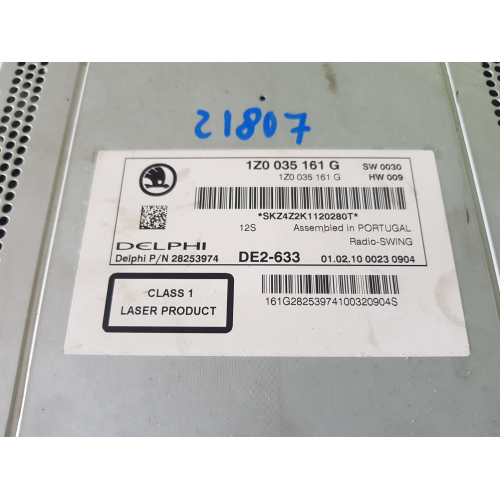 21807
1Z0 035 161 G SW 0030
1Z0 035 161 G HW 009
*SKZ4Z2K1120280T*
12S Assembled in PORTUGAL
Radio-SWING
DELPHI
Delphi P/N 28253974 DE2-633 01.02.10 0023 0904
CLASS 1
LASER PRODUCT
161G28253974100320904S